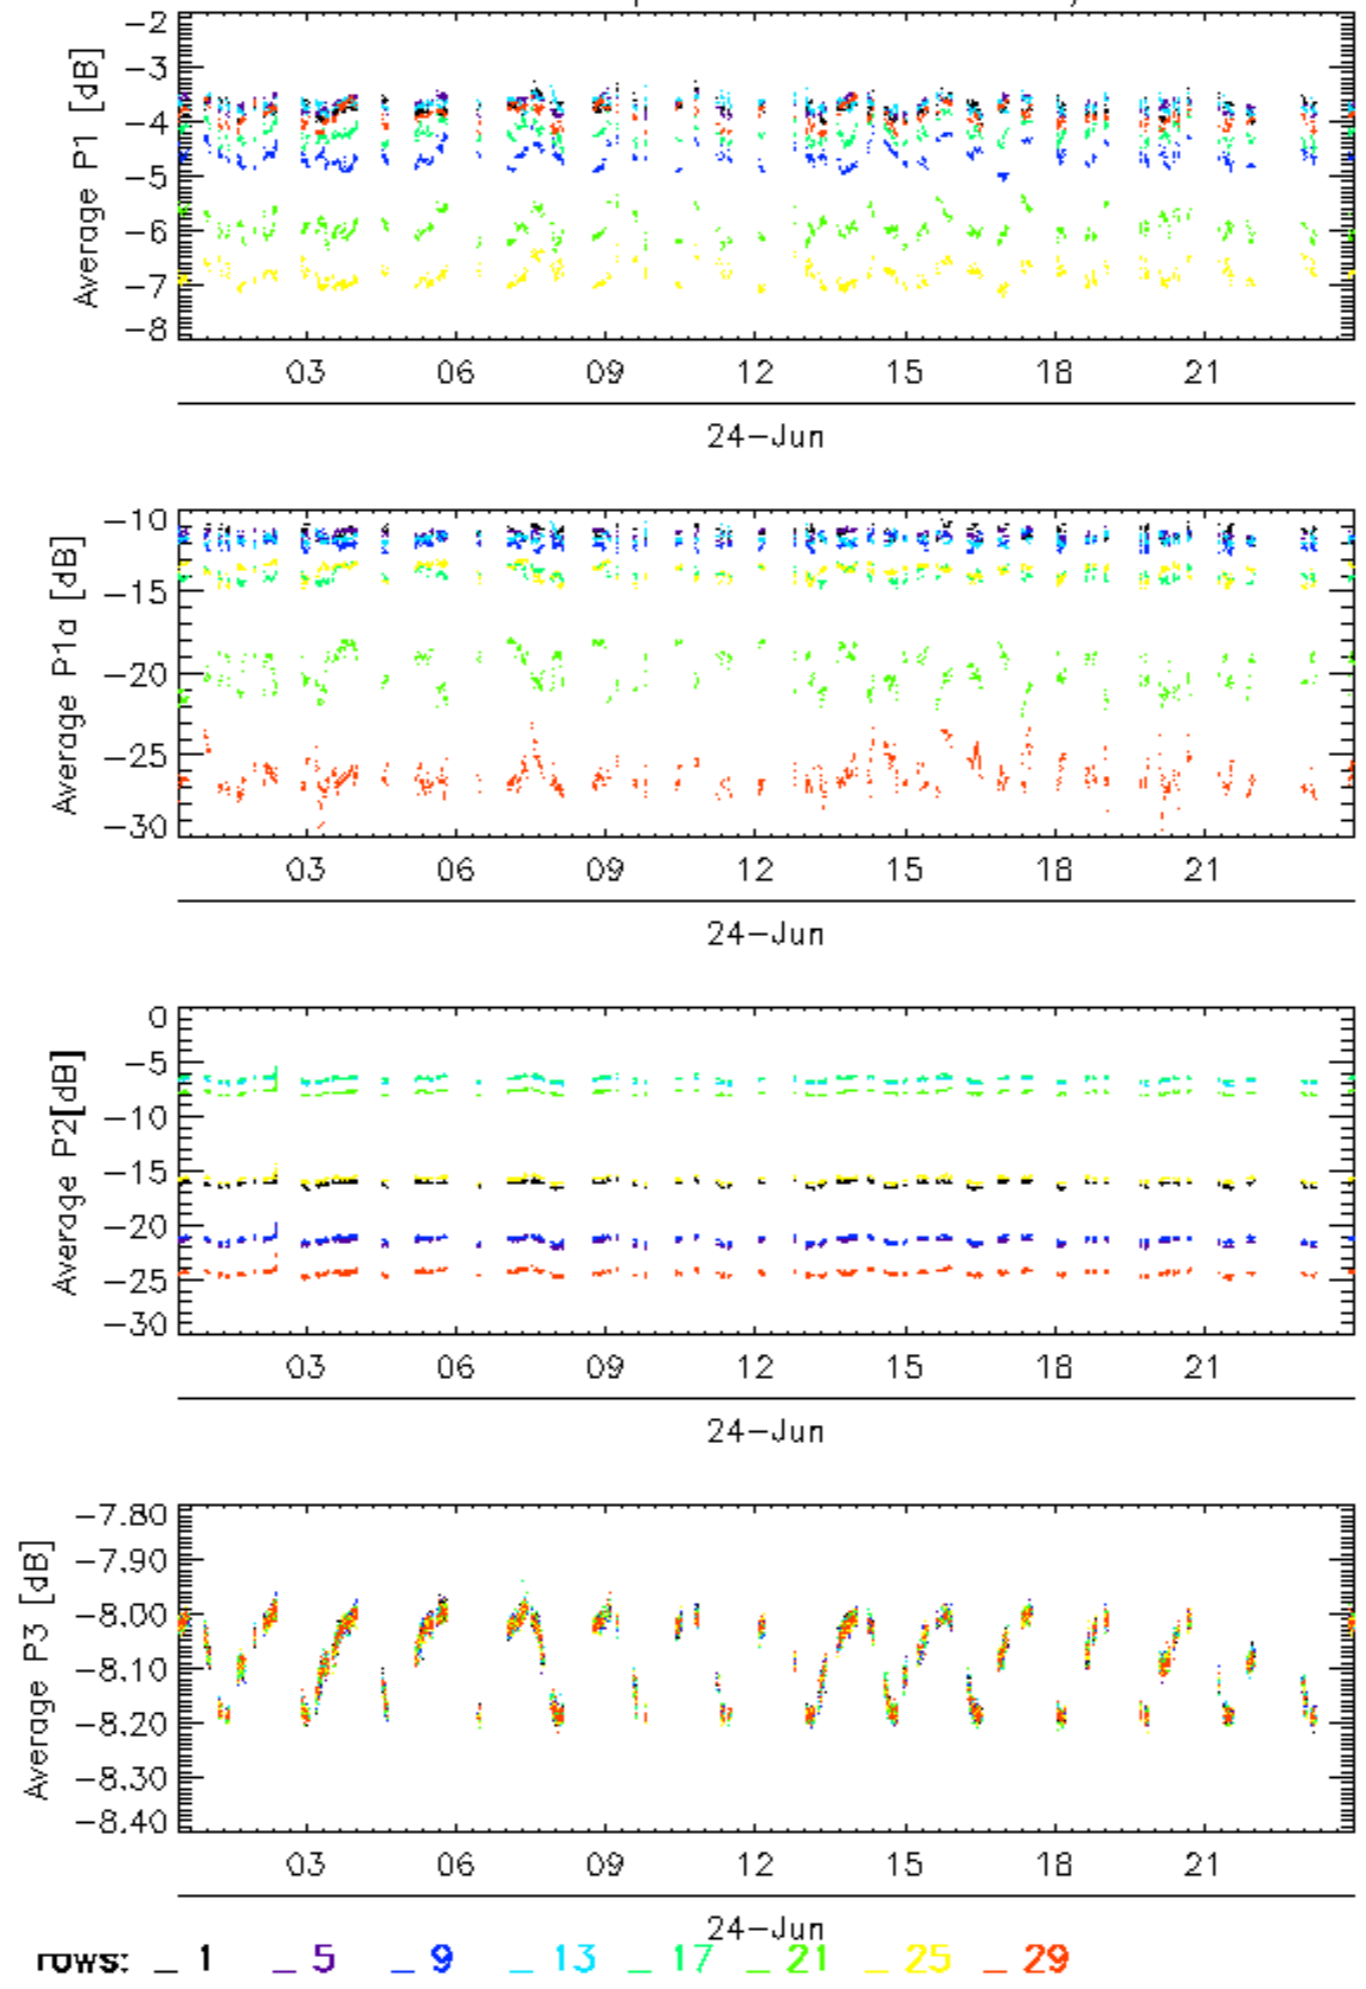 -2
-3
-4
-5
-6
-7
-8
Average P1 [dB]
03 06 09 12 15 18 21
24-Jun
-10
-15
-20
-25
-30
Average P1a [dB]
03 06 09 12 15 18 21
24-Jun
0
-5
-10
-15
-20
-25
-30
Average P2[dB]
03 06 09 12 15 18 21
24-Jun
-7.80
-7.90
-8.00
-8.10
-8.20
-8.30
-8.40
Average P3 [dB]
03 06 09 12 15 18 21
24-Jun
rows: _ 1 _ 5 _ 9 _ 13 _ 17 _ 21 _ 25 _ 29